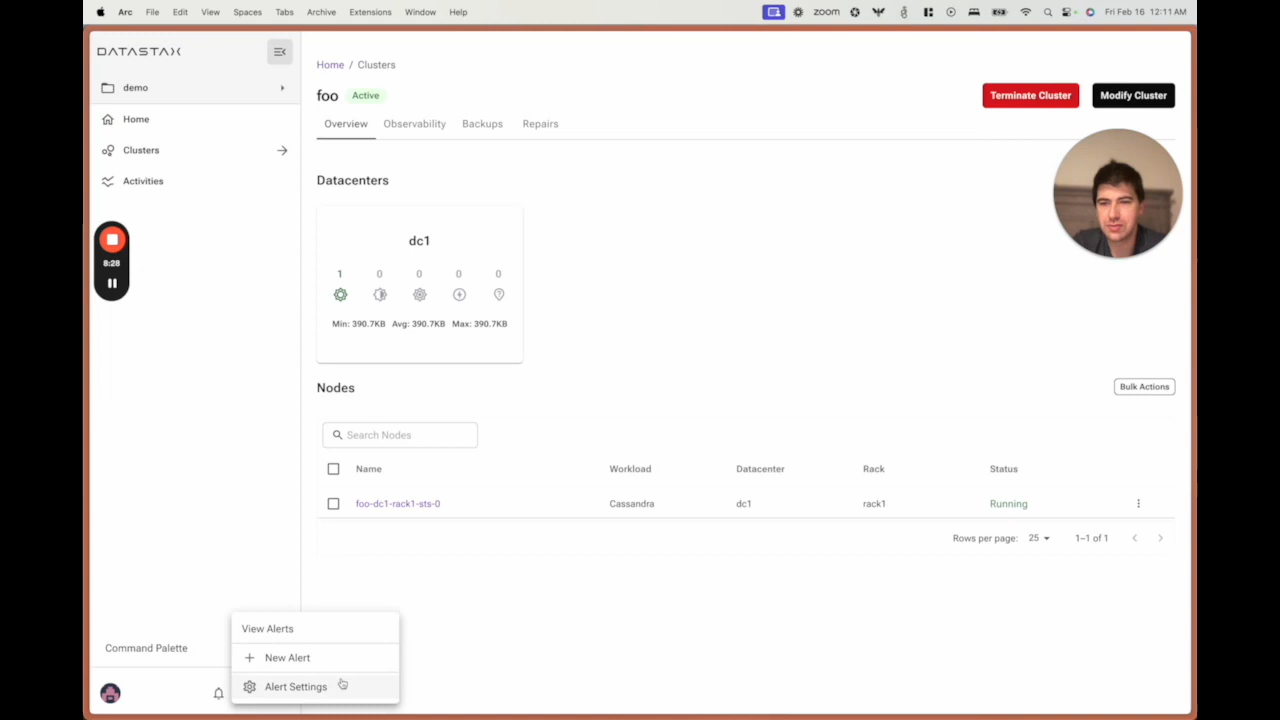 Arc File Edit View Spaces Tabs Archive Extensions Window Help zoom Fri Feb 16 12:11 AM
DATASTAX
demo
Home
Clusters
Activities
8:28
Command Palette
View Alerts
New Alert
Alert Settings
Home / Clusters
foo Active
Terminate Cluster Modify Cluster
Overview Observability Backups Repairs
Datacenters
dc1
1 0 0 0 0
Min: 390.7KB Avg: 390.7KB Max: 390.7KB
Nodes
Bulk Actions
Search Nodes
Name Workload Datacenter Rack Status
foo-dc1-rack1-sts-0 Cassandra dc1 rack1 Running
Rows per page: 25 1–1 of 1